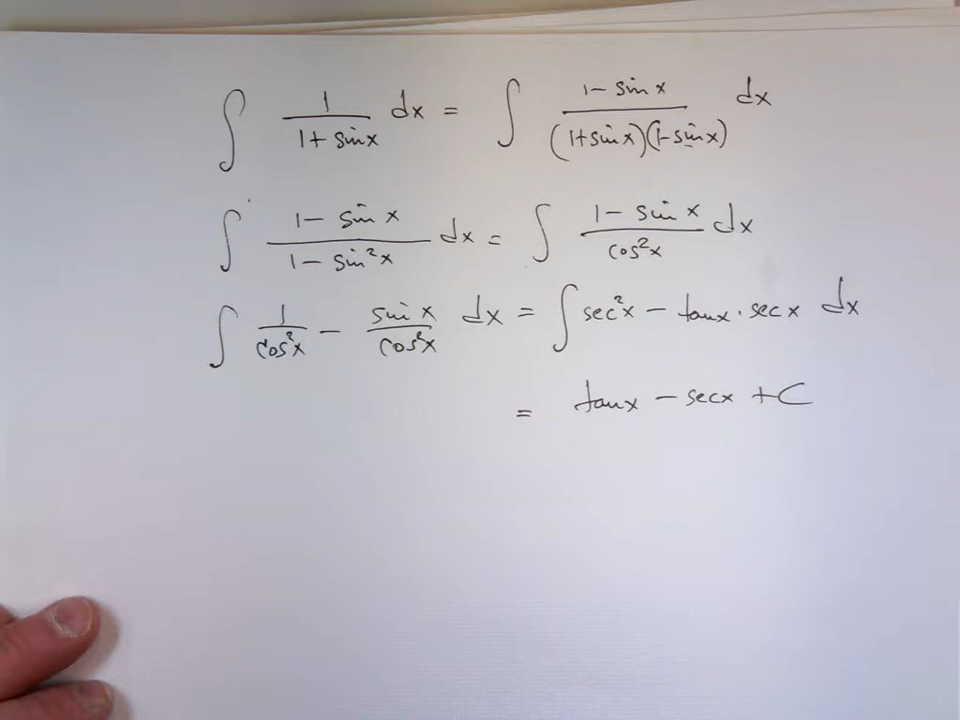 ∫ 1/(1+sinx) dx = ∫ (1-sinx)/((1+sinx)(1-sinx)) dx
∫ (1-sinx)/(1-sin²x) dx = ∫ (1-sinx)/(cos²x) dx
∫ 1/(cos²x) - sinx/(cos²x) dx = ∫ sec²x - tanx·secx dx
= tanx - secx + C